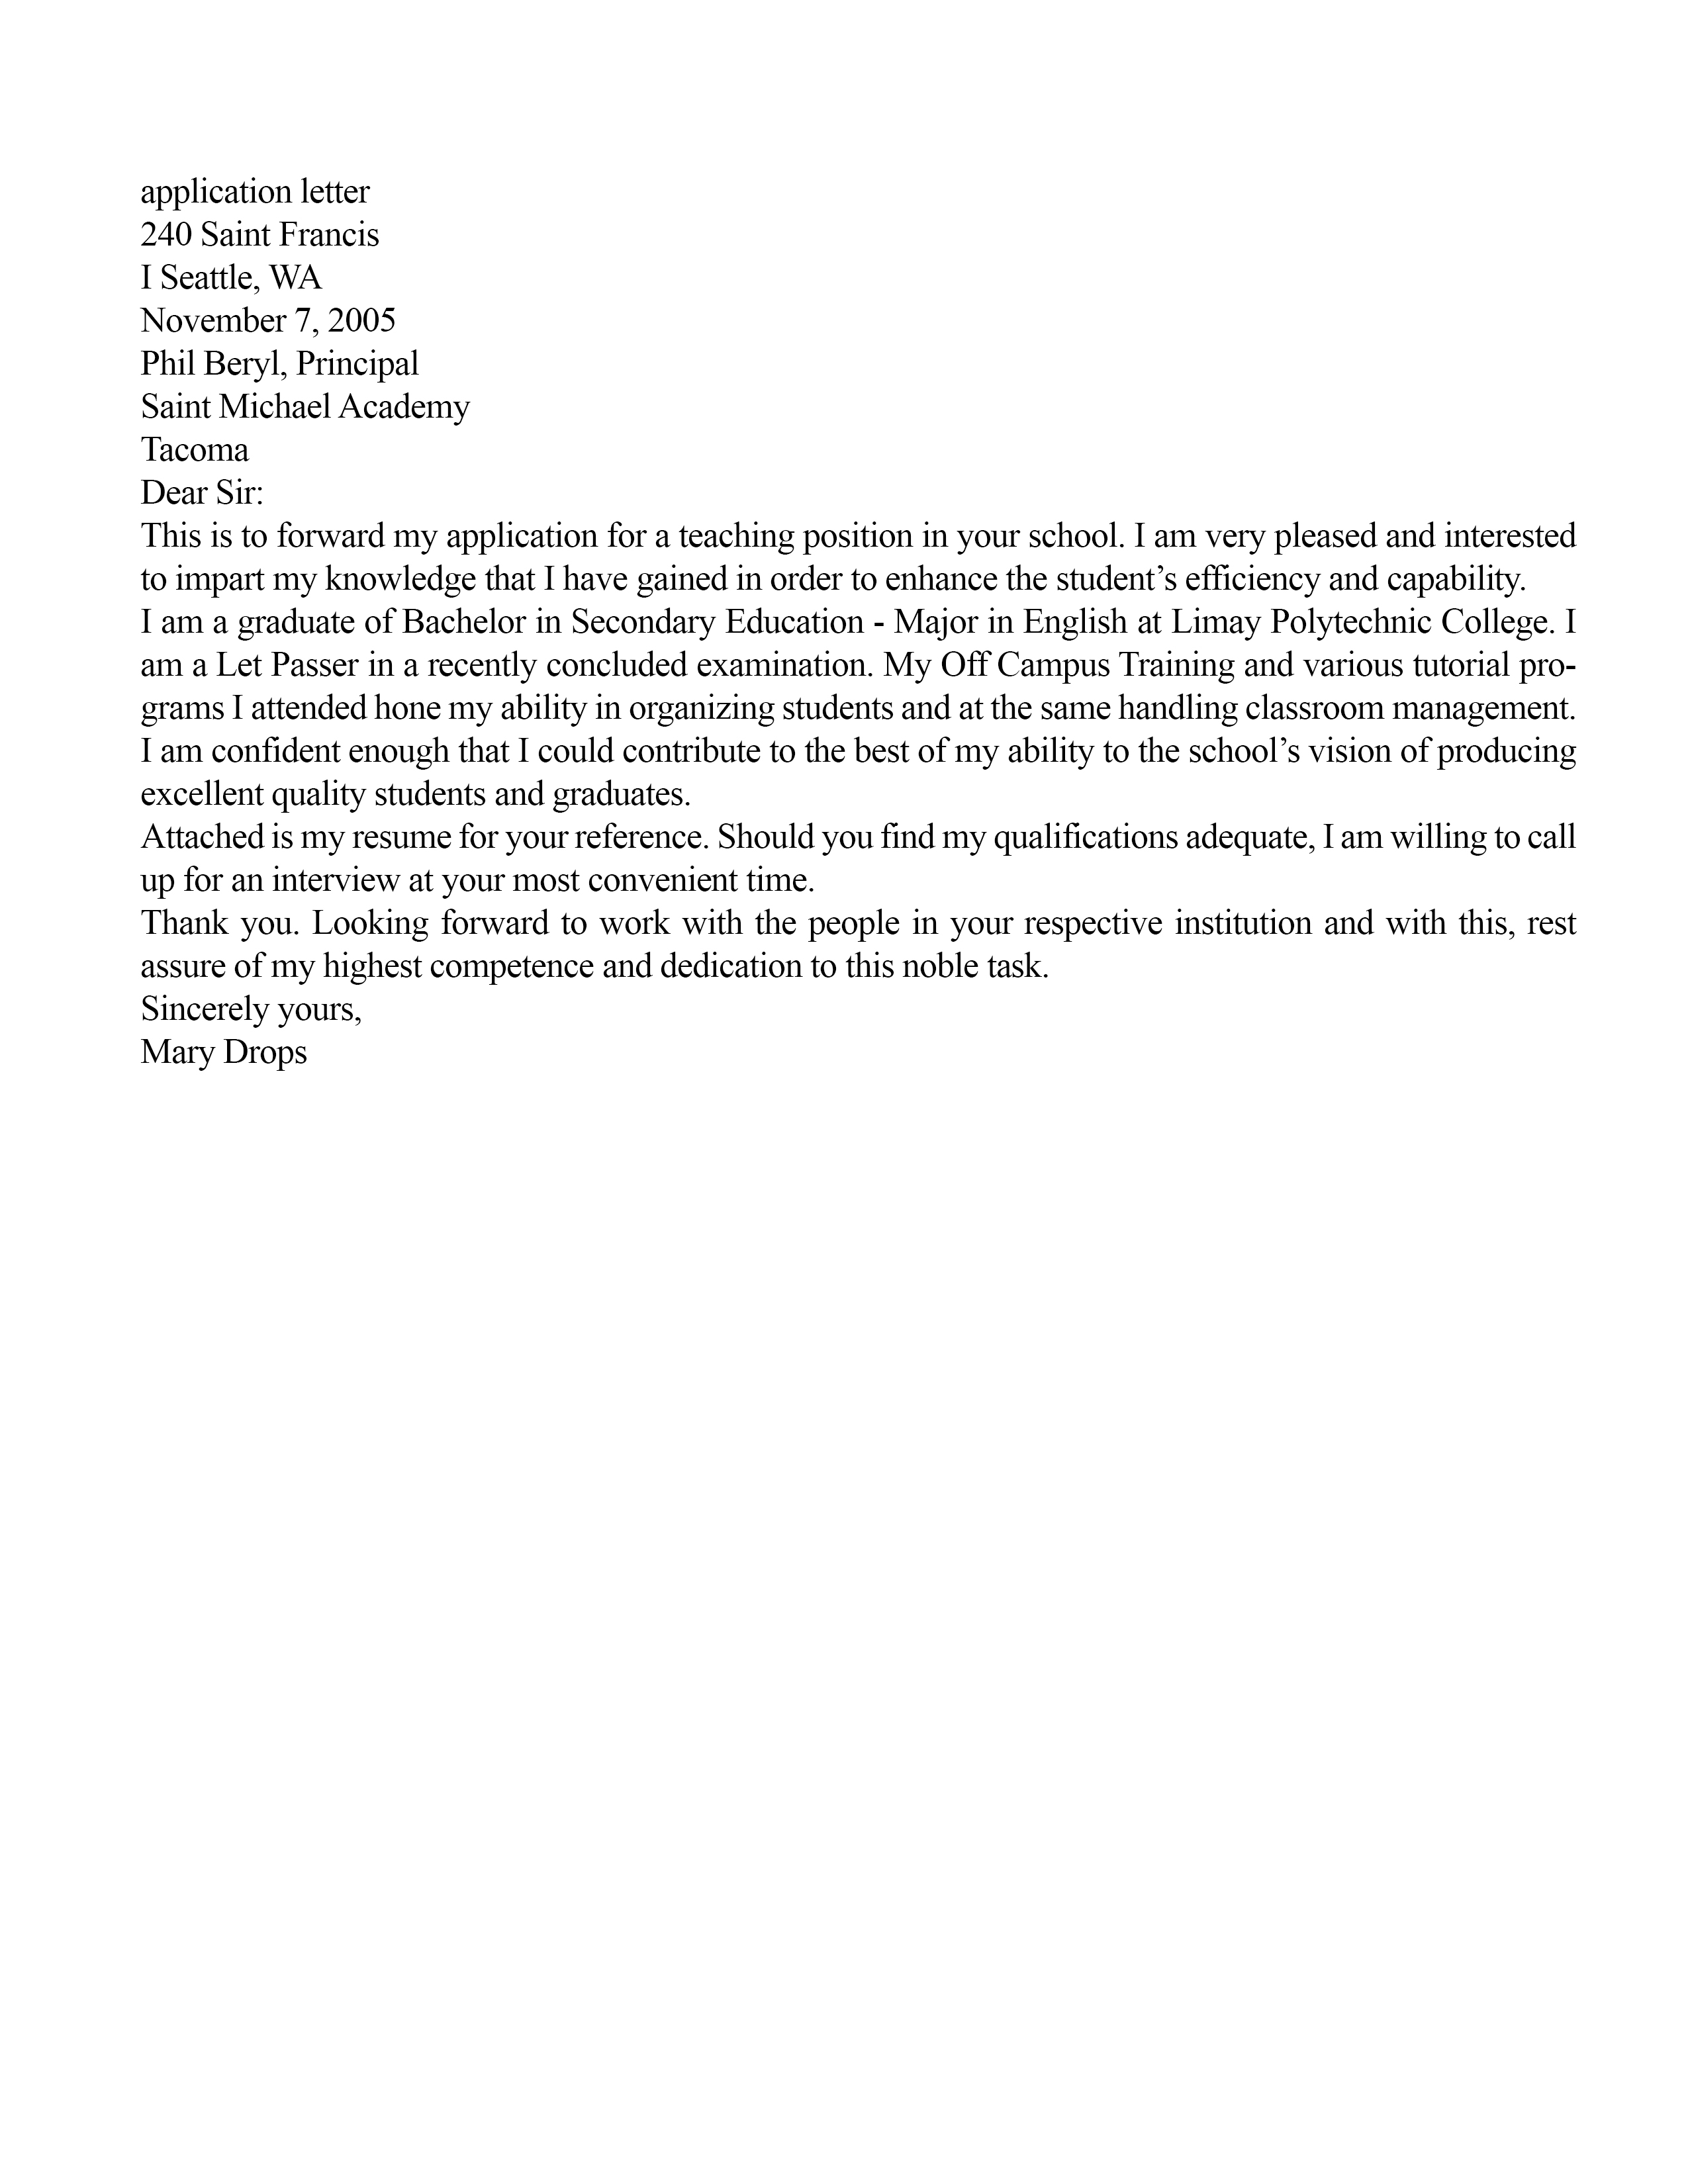 application letter
240 Saint Francis
I Seattle, WA
November 7, 2005
Phil Beryl, Principal
Saint Michael Academy
Tacoma
Dear Sir:
This is to forward my application for a teaching position in your school. I am very pleased and interested
to impart my knowledge that I have gained in order to enhance the student’s efficiency and capability.
I am a graduate of Bachelor in Secondary Education - Major in English at Limay Polytechnic College. I
am a Let Passer in a recently concluded examination. My Off Campus Training and various tutorial pro-
grams I attended hone my ability in organizing students and at the same handling classroom management.
I am confident enough that I could contribute to the best of my ability to the school’s vision of producing
excellent quality students and graduates.
Attached is my resume for your reference. Should you find my qualifications adequate, I am willing to call
up for an interview at your most convenient time.
Thank you. Looking forward to work with the people in your respective institution and with this, rest
assure of my highest competence and dedication to this noble task.
Sincerely yours,
Mary Drops